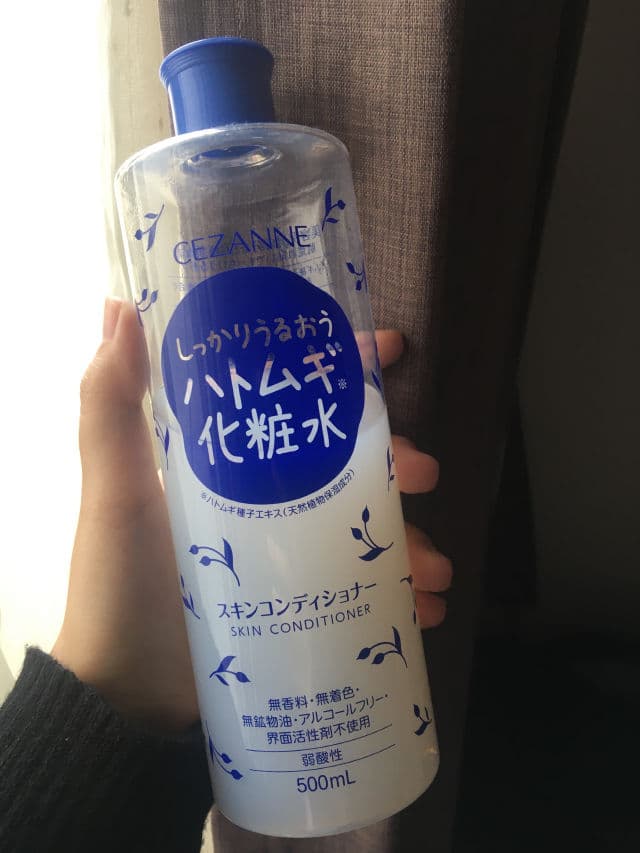 CEZANNE
しっかりうるおう
ハトムギ※
化粧水
※ハトムギ種子エキス(天然植物保湿成分)
スキンコンディショナー
SKIN CONDITIONER
無香料・無着色・
無鉱物油・アルコールフリー・
界面活性剤不使用
弱酸性
500mL